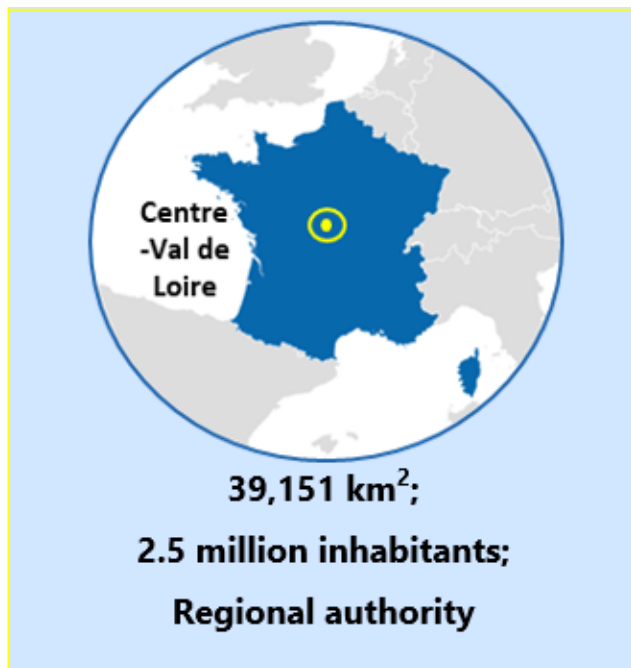 Centre
-Val de
Loire
39,151 km²;
2.5 million inhabitants;
Regional authority